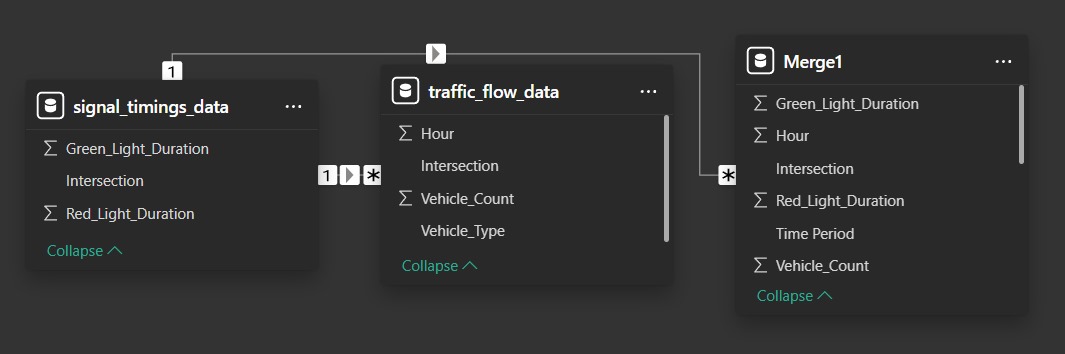 1
signal_timings_data ...
Σ Green_Light_Duration
Intersection
Σ Red_Light_Duration
Collapse
1 *
traffic_flow_data ...
Σ Hour
Intersection
Σ Vehicle_Count
Vehicle_Type
Collapse
*
Merge1 ...
Σ Green_Light_Duration
Σ Hour
Intersection
Σ Red_Light_Duration
Time Period
Σ Vehicle_Count
Collapse